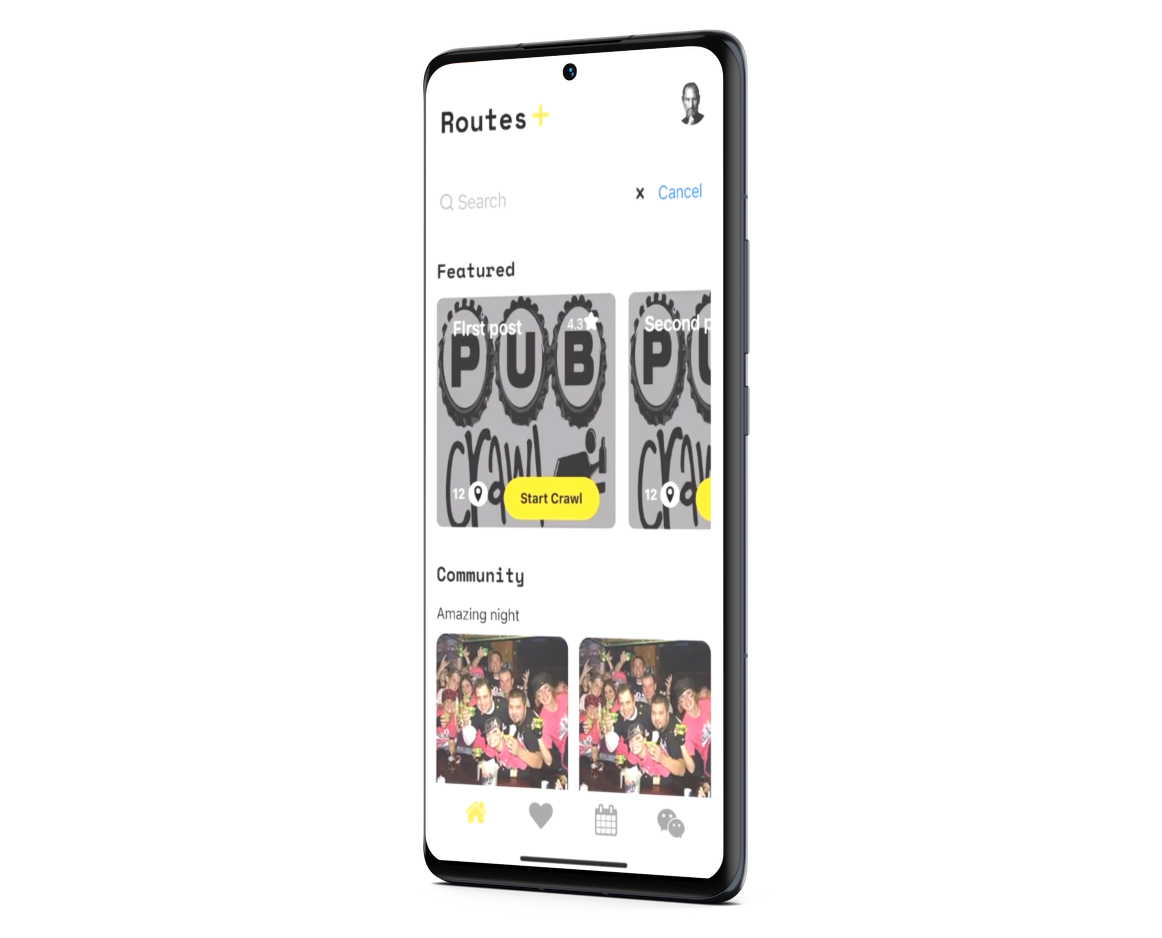 Routes+
Search
x Cancel
Featured
FIrst post 4.3
PUB
crawl
12 Start Crawl
Second p
PU
craw
12
Community
Amazing night